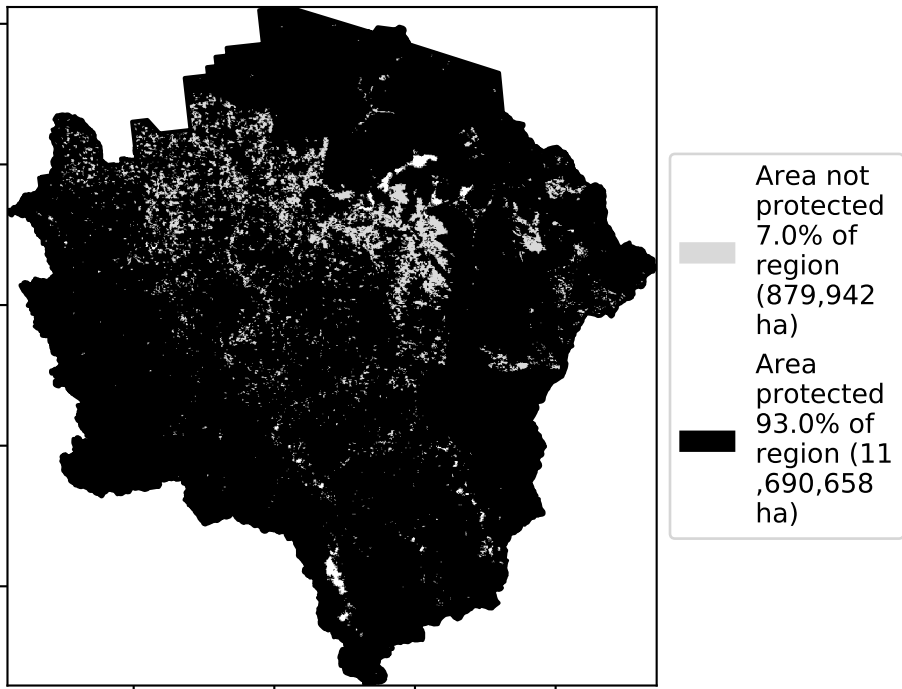 Area not
protected
7.0% of
region
(879,942
ha)
Area
protected
93.0% of
region (11
,690,658
ha)